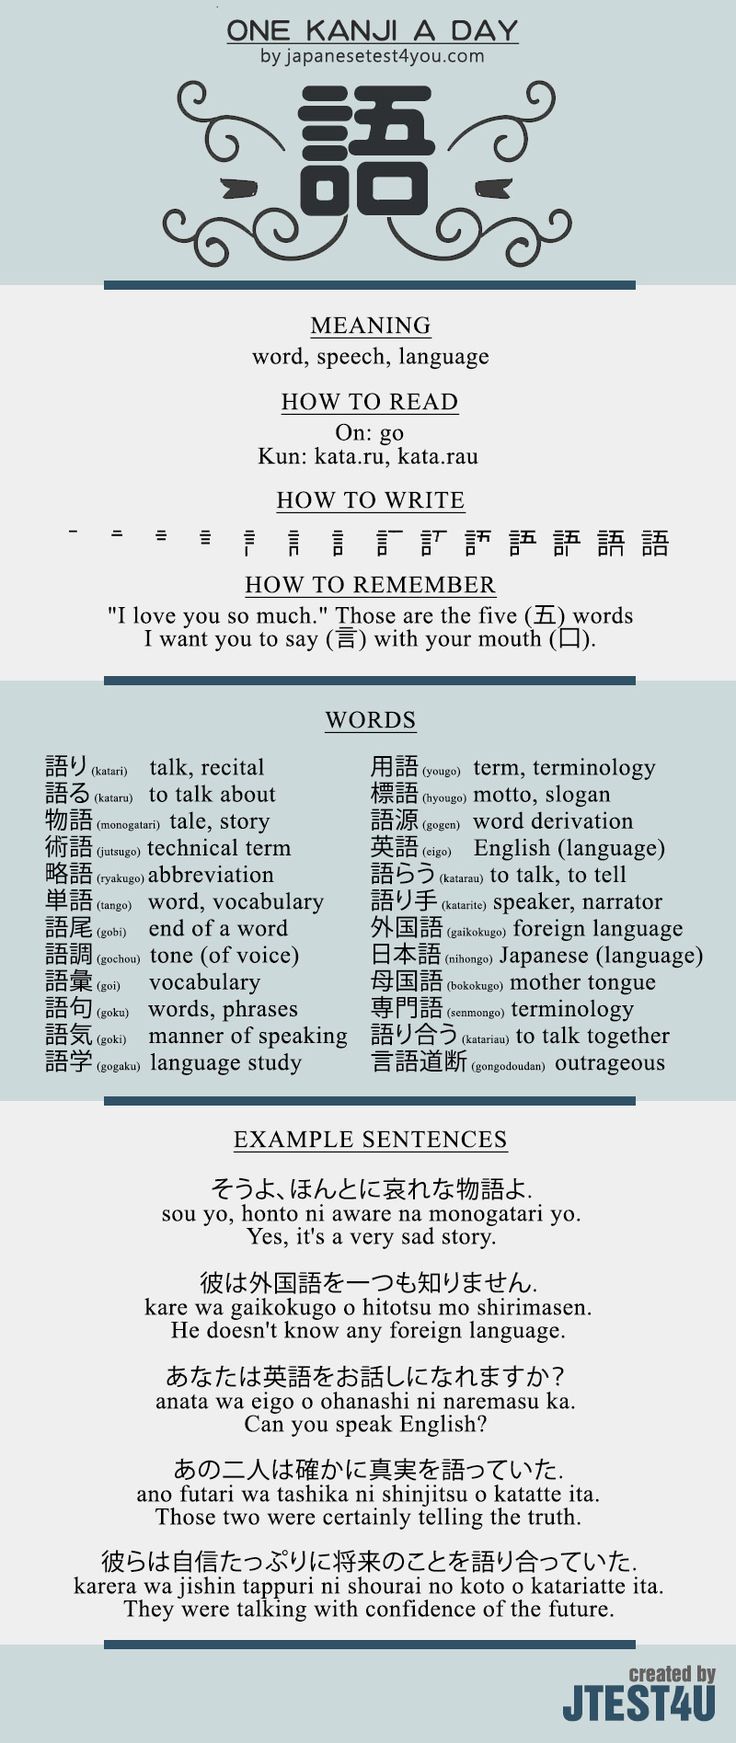 ONE KANJI A DAY
by japanesetest4you.com
語
MEANING
word, speech, language
HOW TO READ
On: go
Kun: kata.ru, kata.rau
HOW TO WRITE
語
HOW TO REMEMBER
"I love you so much." Those are the five (五) words
I want you to say (言) with your mouth (口).
WORDS
語り (katari) talk, recital
語る (kataru) to talk about
物語 (monogatari) tale, story
術語 (jutsugo) technical term
略語 (ryakugo) abbreviation
単語 (tango) word, vocabulary
語尾 (gobi) end of a word
語調 (gochou) tone (of voice)
語彙 (goi) vocabulary
語句 (goku) words, phrases
語気 (goki) manner of speaking
語学 (gogaku) language study
用語 (yougo) term, terminology
標語 (hyougo) motto, slogan
語源 (gogen) word derivation
英語 (eigo) English (language)
語らう (katarau) to talk, to tell
語り手 (katarite) speaker, narrator
外国語 (gaikokugo) foreign language
日本語 (nihongo) Japanese (language)
母国語 (bokokugo) mother tongue
専門語 (senmongo) terminology
語り合う (katariau) to talk together
言語道断 (gongodoudan) outrageous
EXAMPLE SENTENCES
そうよ、ほんとに哀れな物語よ.
sou yo, honto ni aware na monogatari yo.
Yes, it's a very sad story.
彼は外国語を一つも知りません.
kare wa gaikokugo o hitotsu mo shirimasen.
He doesn't know any foreign language.
あなたは英語をお話しになれますか?
anata wa eigo o ohanashi ni naremasu ka.
Can you speak English?
あの二人は確かに真実を語っていた.
ano futari wa tashika ni shinjitsu o katatte ita.
Those two were certainly telling the truth.
彼らは自信たっぷりに将来のことを語り合っていた.
karera wa jishin tappuri ni shourai no koto o katariatte ita.
They were talking with confidence of the future.
created by
JTEST4U